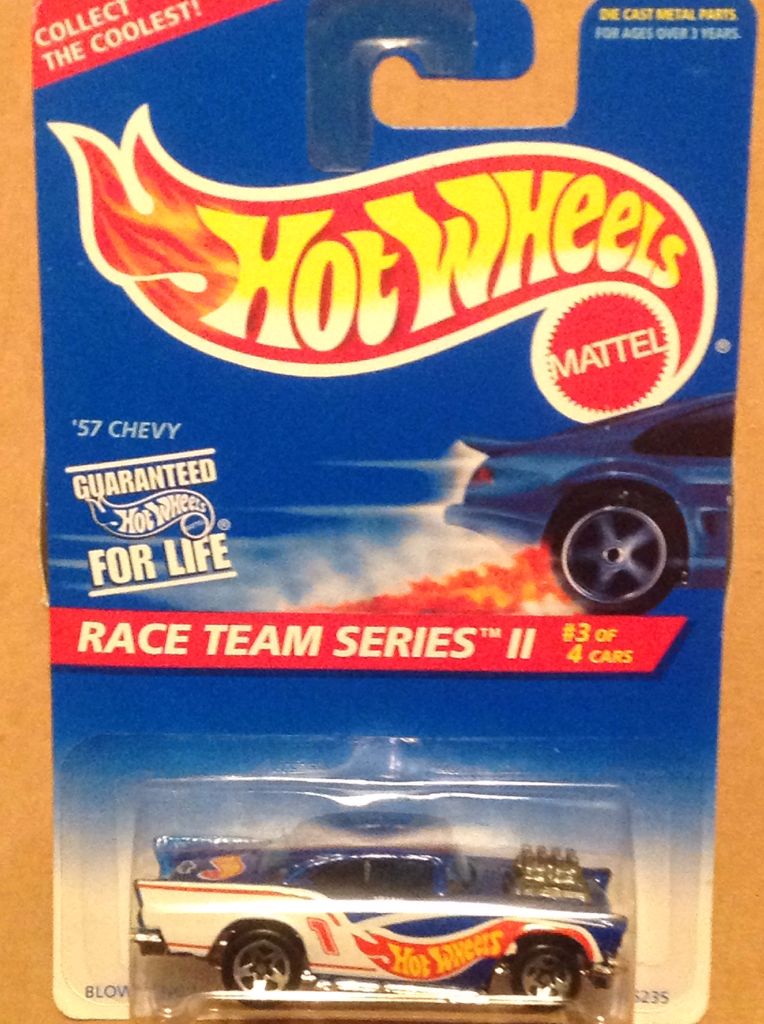 COLLECT
THE COOLEST!
DIE CAST METAL PARTS.
FOR AGES OVER 3 YEARS.
HOT WHEELS
MATTEL
®
'57 CHEVY
GUARANTEED
HOT WHEELS ®
FOR LIFE
RACE TEAM SERIES™ II
#3 OF
4 CARS
1
HOT WHEELS